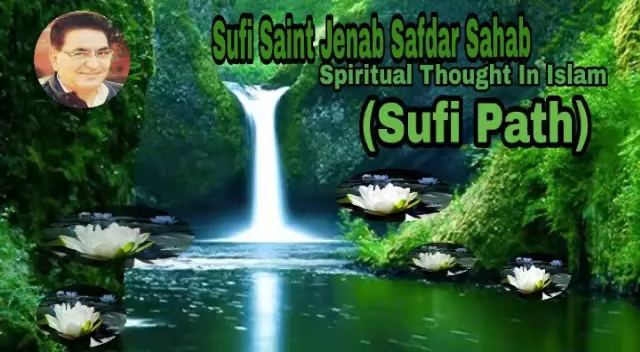 Sufi Saint Jenab Safdar Sahab
Spiritual Thought In Islam
(Sufi Path)